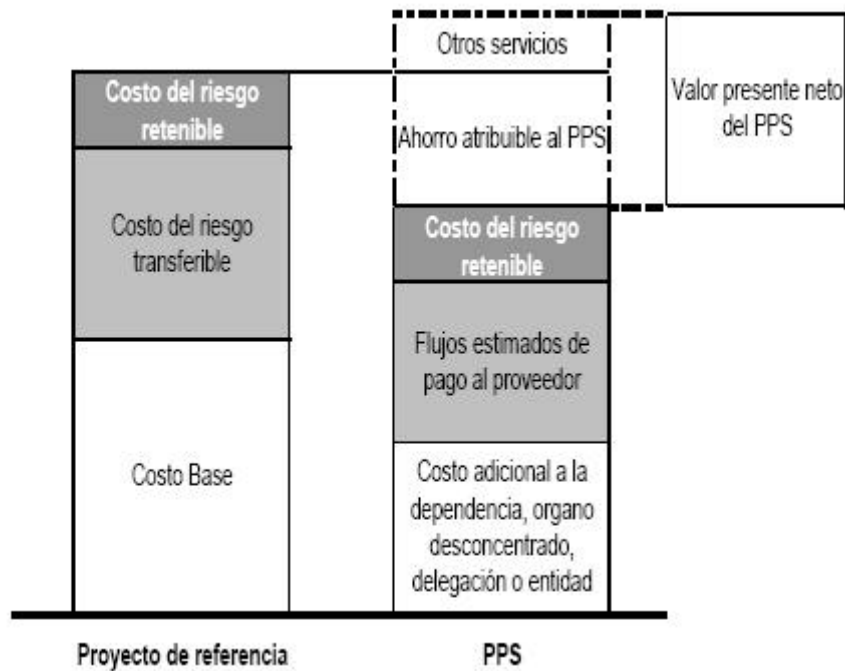 Costo del riesgo
retenible
Costo del riesgo
transferible
Costo Base
Proyecto de referencia
Otros servicios
Ahorro atribuible al PPS
Costo del riesgo
retenible
Flujos estimados de
pago al proveedor
Costo adicional a la
dependencia, organo
desconcentrado,
delegación o entidad
PPS
Valor presente neto
del PPS